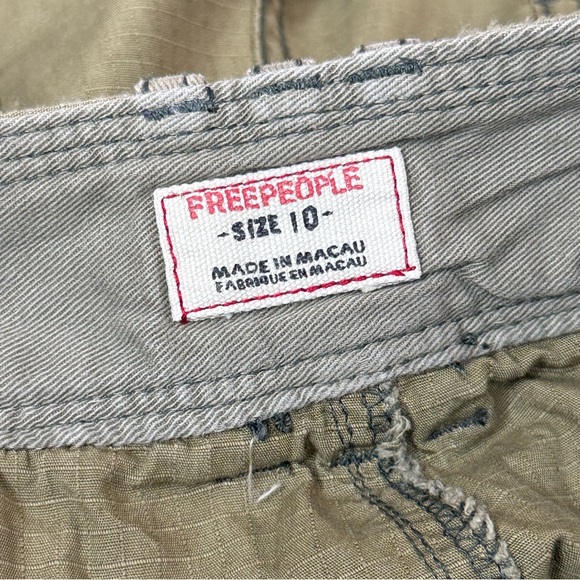 FREEPEOPLE
-SIZE 10-
MADE IN MACAU
FABRIQUE EN MACAU